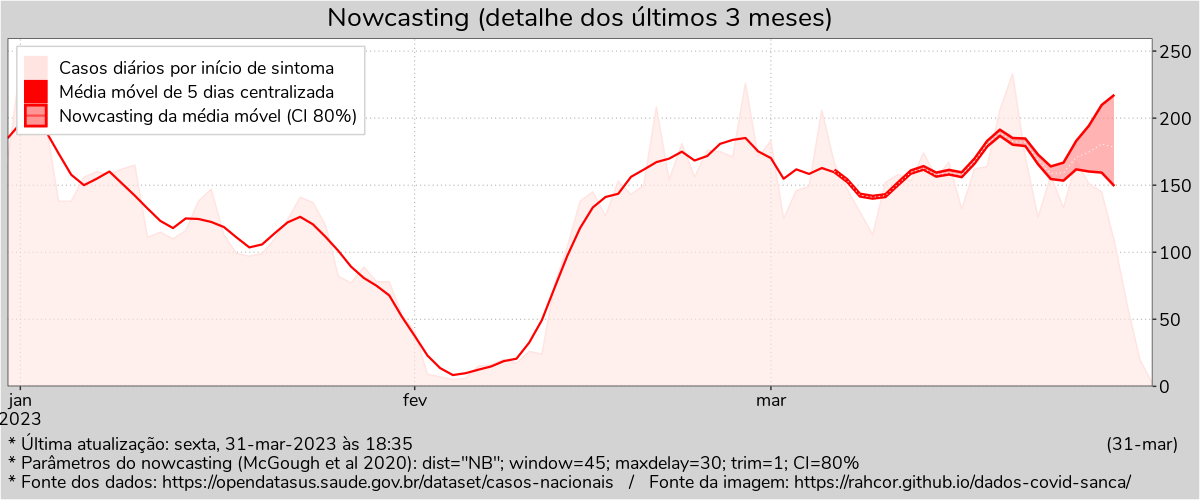 Nowcasting (detalhe dos últimos 3 meses)
Casos diários por início de sintoma
Média móvel de 5 dias centralizada
Nowcasting da média móvel (CI 80%)
250
200
150
100
50
0
jan fev mar
2023
* Última atualização: sexta, 31-mar-2023 às 18:35 (31-mar)
* Parâmetros do nowcasting (McGough et al 2020): dist="NB"; window=45; maxdelay=30; trim=1; CI=80%
* Fonte dos dados: https://opendatasus.saude.gov.br/dataset/casos-nacionais / Fonte da imagem: https://rahcor.github.io/dados-covid-sanca/